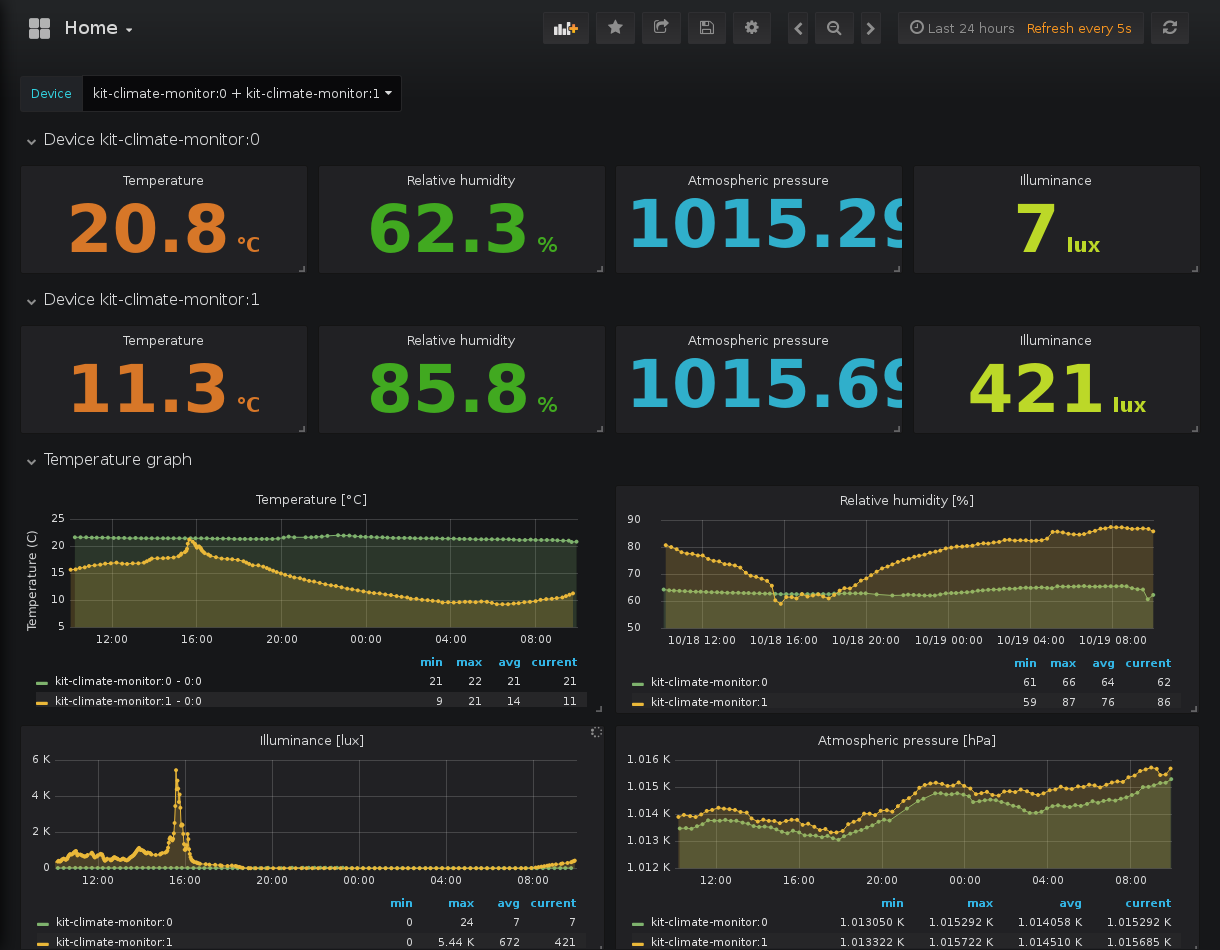 Home
Last 24 hours Refresh every 5s
Device kit-climate-monitor:0 + kit-climate-monitor:1
Device kit-climate-monitor:0
Temperature Relative humidity Atmospheric pressure Illuminance
20.8 °C 62.3 % 1015.29 7 lux
Device kit-climate-monitor:1
Temperature Relative humidity Atmospheric pressure Illuminance
11.3 °C 85.8 % 1015.69 421 lux
Temperature graph
Temperature [°C]
Temperature (C)
25
20
15
10
5
12:00 16:00 20:00 00:00 04:00 08:00
min max avg current
kit-climate-monitor:0 - 0:0 21 22 21 21
kit-climate-monitor:1 - 0:0 9 21 14 11
Relative humidity [%]
90
80
70
60
50
10/18 12:00 10/18 16:00 10/18 20:00 10/19 00:00 10/19 04:00 10/19 08:00
min max avg current
kit-climate-monitor:0 61 66 64 62
kit-climate-monitor:1 59 87 76 86
Illuminance [lux]
6 K
4 K
2 K
0
12:00 16:00 20:00 00:00 04:00 08:00
min max avg current
kit-climate-monitor:0 0 24 7 7
kit-climate-monitor:1 0 5.44 K 672 421
Atmospheric pressure [hPa]
1.016 K
1.015 K
1.014 K
1.013 K
1.012 K
12:00 16:00 20:00 00:00 04:00 08:00
min max avg current
kit-climate-monitor:0 1.013050 K 1.015292 K 1.014058 K 1.015292 K
kit-climate-monitor:1 1.013322 K 1.015722 K 1.014510 K 1.015685 K